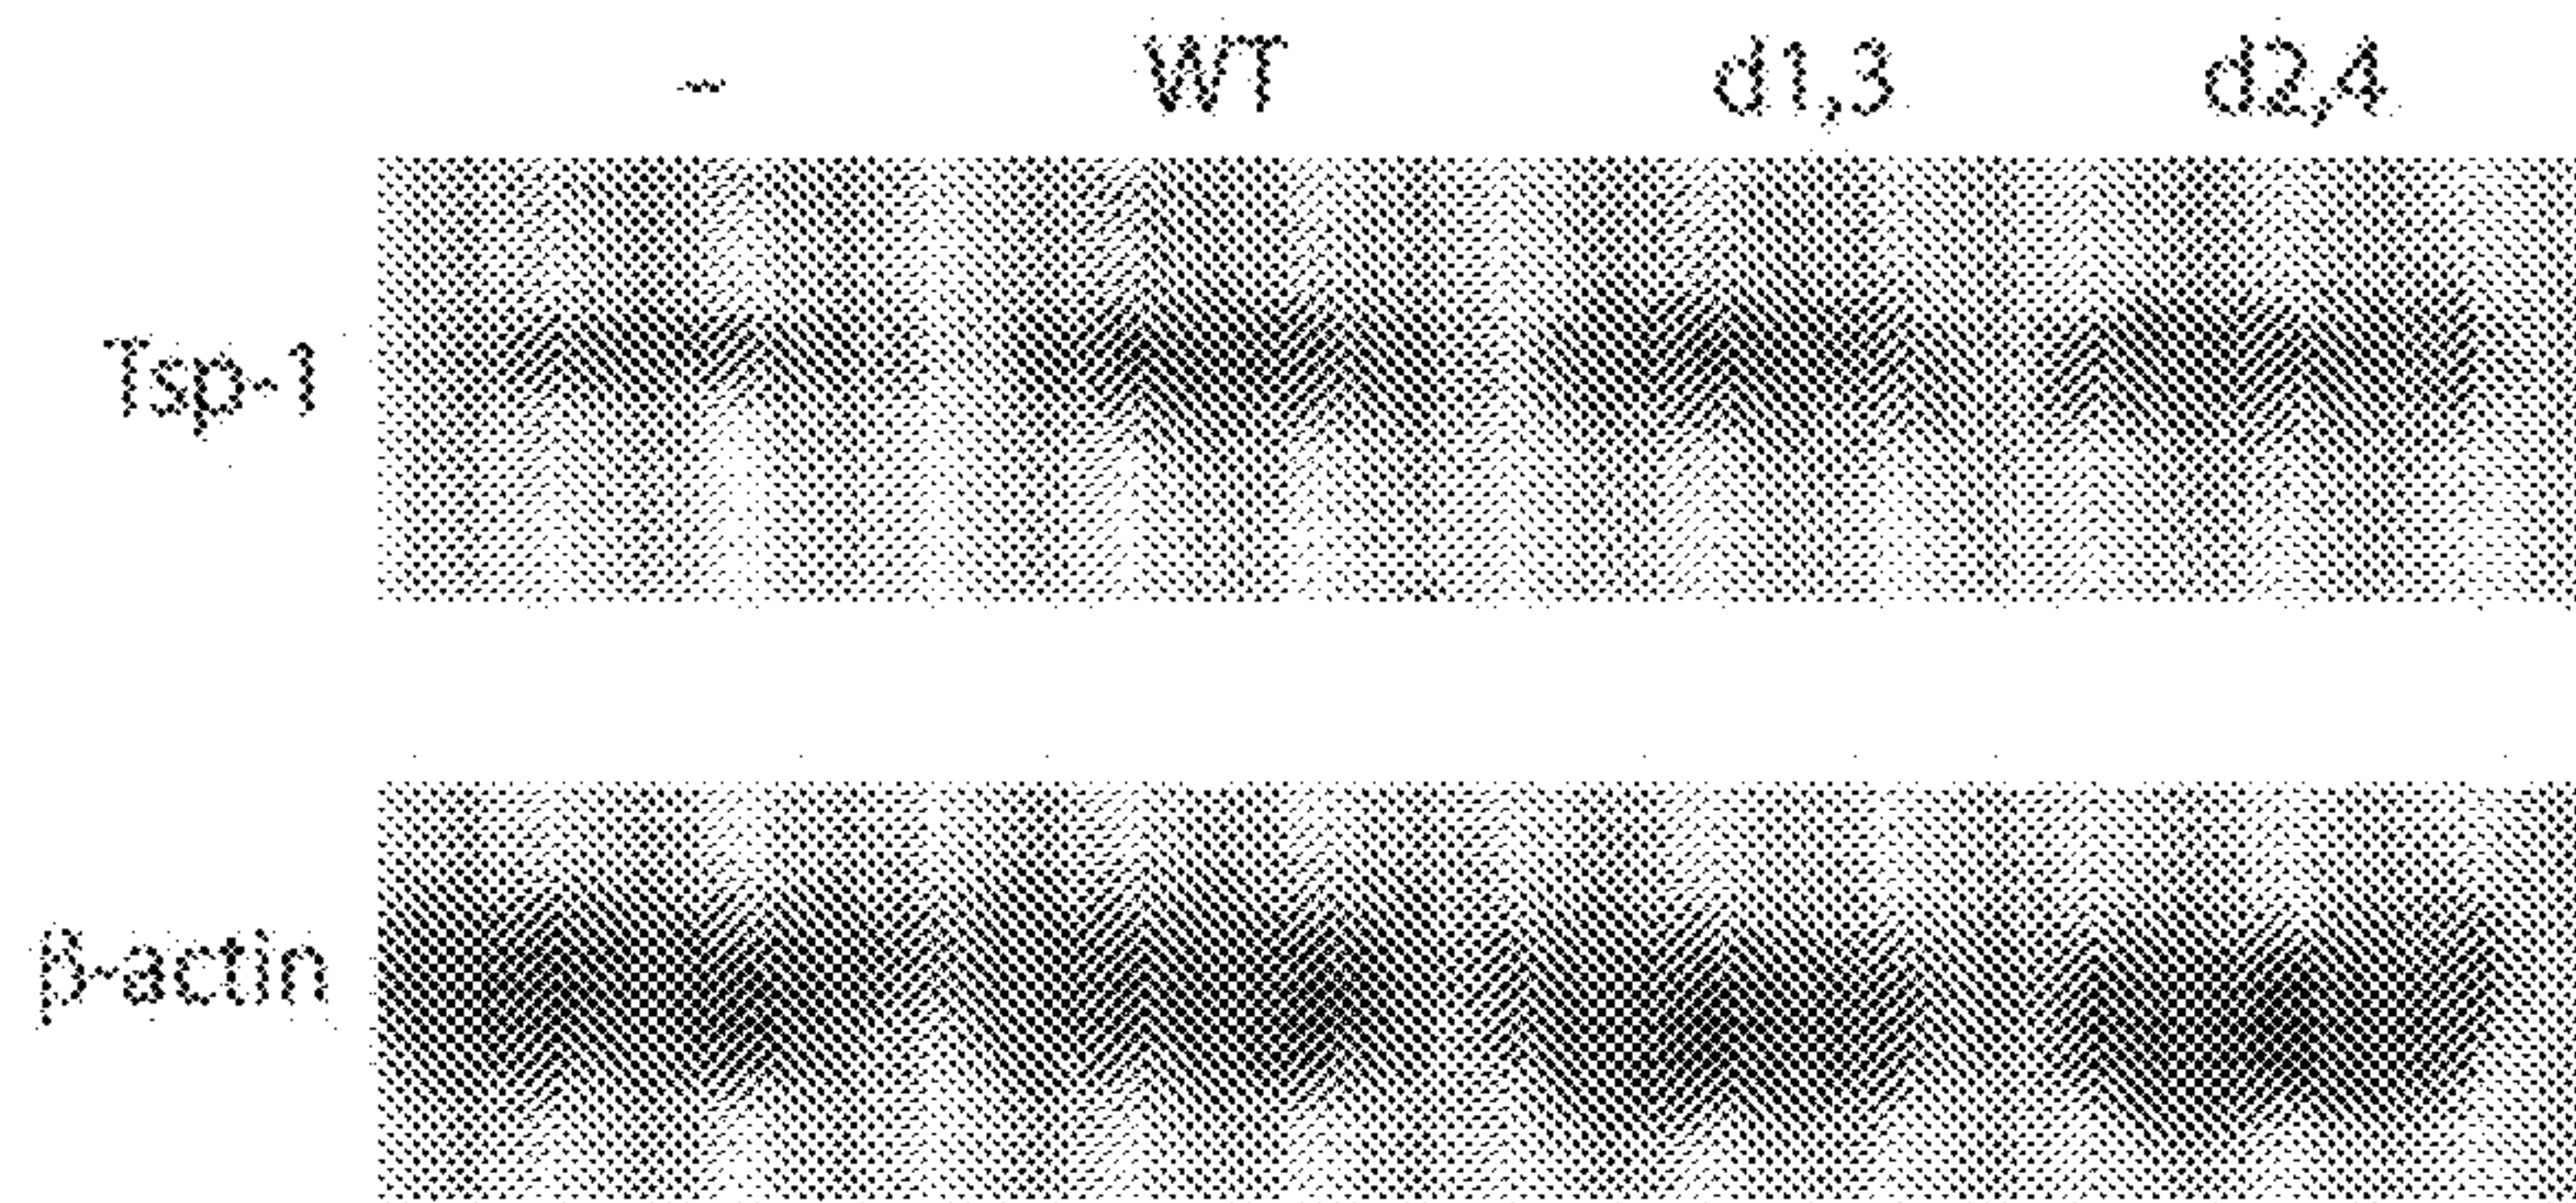 - WT d1,3 d2,4
Tsp-1
β-actin